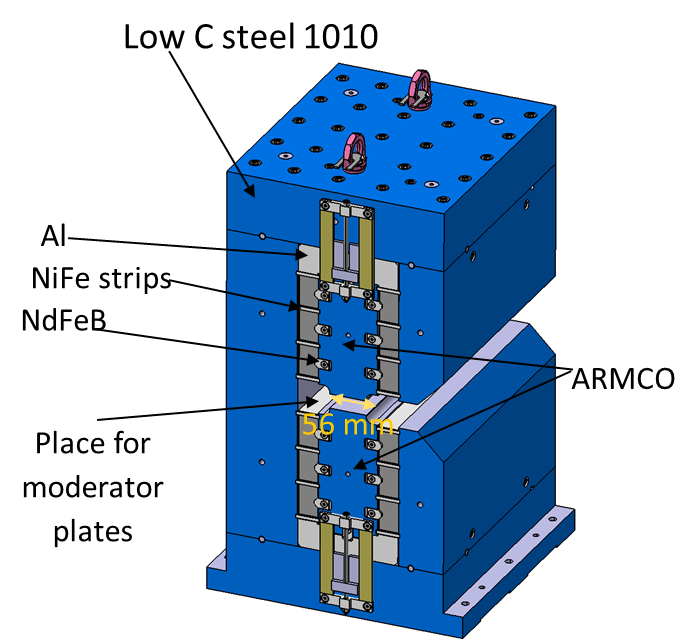 Low C steel 1010
Al
NiFe strips
NdFeB
ARMCO
56 mm
Place for
moderator
plates